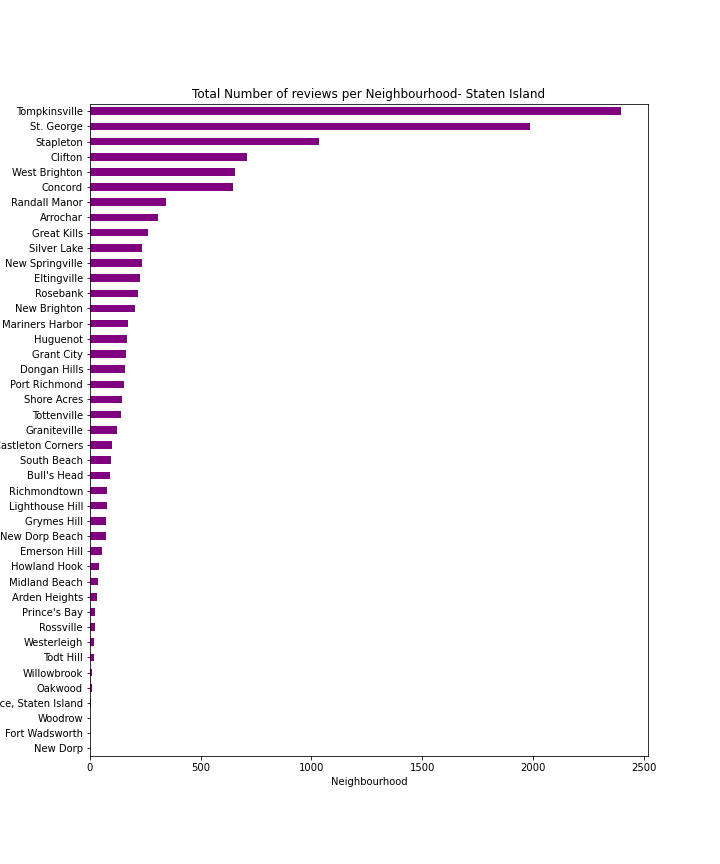 Total Number of reviews per Neighbourhood- Staten Island
Tompkinsville
St. George
Stapleton
Clifton
West Brighton
Concord
Randall Manor
Arrochar
Great Kills
Silver Lake
New Springville
Eltingville
Rosebank
New Brighton
Mariners Harbor
Huguenot
Grant City
Dongan Hills
Port Richmond
Shore Acres
Tottenville
Graniteville
Castleton Corners
South Beach
Bull's Head
Richmondtown
Lighthouse Hill
Grymes Hill
New Dorp Beach
Emerson Hill
Howland Hook
Midland Beach
Arden Heights
Prince's Bay
Rossville
Westerleigh
Todt Hill
Willowbrook
Oakwood
ce, Staten Island
Woodrow
Fort Wadsworth
New Dorp
0 500 1000 1500 2000 2500
Neighbourhood